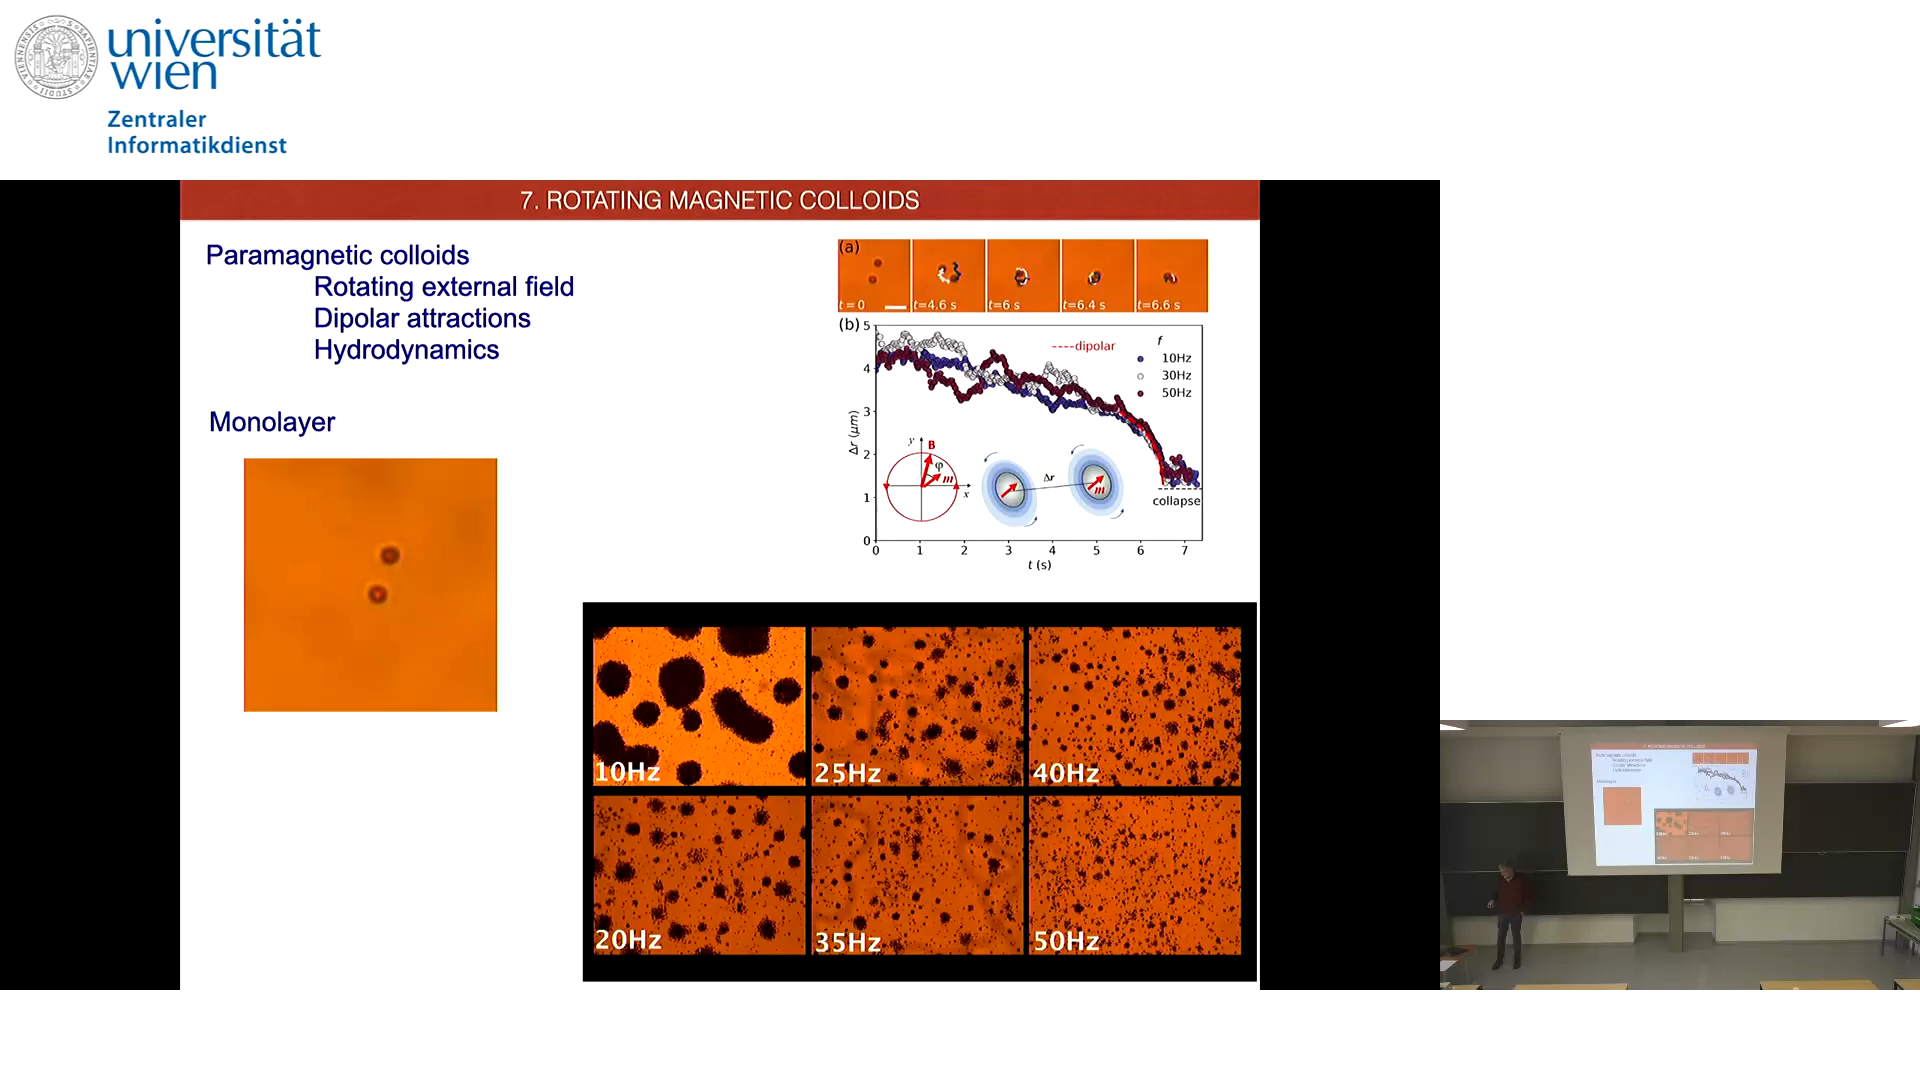 universität
wien
Zentraler
Informatikdienst
7. ROTATING MAGNETIC COLLOIDS
Paramagnetic colloids
Rotating external field
Dipolar attractions
Hydrodynamics
Monolayer
(a)
t = 0
t=4.6 s
t=6 s
t=6.4 s
t=6.6 s
(b)
5
4
3
2
1
0
Δr (μm)
----dipolar
f
10Hz
30Hz
50Hz
y
B
φ
m
x
Δr
m
collapse
0 1 2 3 4 5 6 7
t (s)
10Hz
25Hz
40Hz
20Hz
35Hz
50Hz